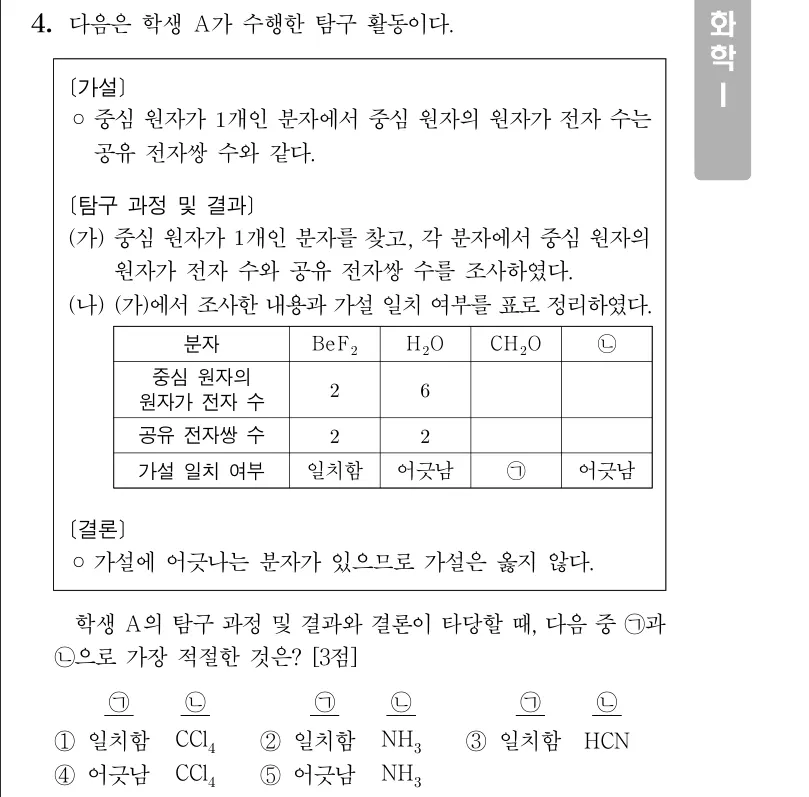 4. 다음은 학생 A가 수행한 탐구 활동이다.
화학 I
〔가설〕
○ 중심 원자가 1개인 분자에서 중심 원자의 원자가 전자 수는
공유 전자쌍 수와 같다.
〔탐구 과정 및 결과〕
(가) 중심 원자가 1개인 분자를 찾고, 각 분자에서 중심 원자의
원자가 전자 수와 공유 전자쌍 수를 조사하였다.
(나) (가)에서 조사한 내용과 가설 일치 여부를 표로 정리하였다.
분자 BeF₂ H₂O CH₂O ㉡
중심 원자의
원자가 전자 수 2 6
공유 전자쌍 수 2 2
가설 일치 여부 일치함 어긋남 ㉠ 어긋남
〔결론〕
○ 가설에 어긋나는 분자가 있으므로 가설은 옳지 않다.
학생 A의 탐구 과정 및 결과와 결론이 타당할 때, 다음 중 ㉠과
㉡으로 가장 적절한 것은? [3점]
㉠ ㉡ ㉠ ㉡ ㉠ ㉡
① 일치함 CCl₄ ② 일치함 NH₃ ③ 일치함 HCN
④ 어긋남 CCl₄ ⑤ 어긋남 NH₃